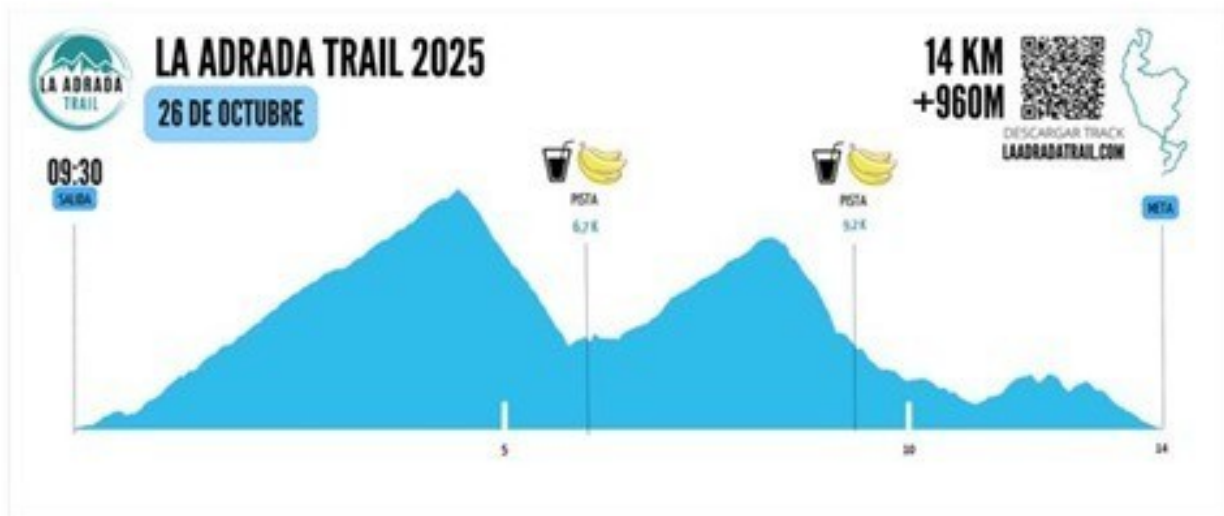 LA ADRADA
TRAIL
LA ADRADA TRAIL 2025
26 DE OCTUBRE
14 KM
+960M
DESCARGAR TRACK
LAADRADATRAIL.COM
09:30
SALIDA
PISTA
6,7 K
PISTA
9,2 K
META
5
10
14